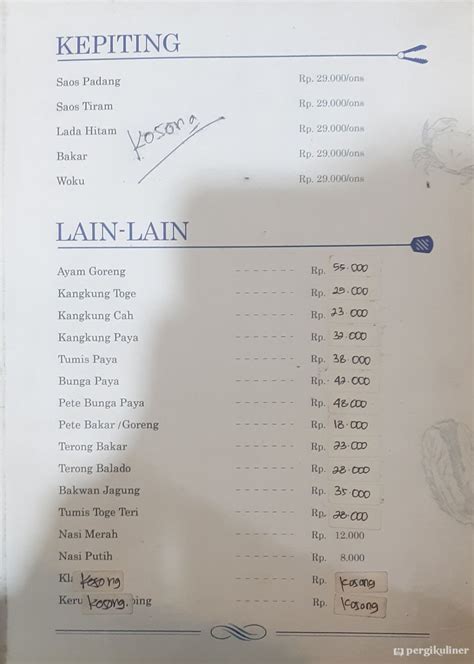 KEPITING
Saos Padang Rp. 29.000/ons
Saos Tiram Rp. 29.000/ons
Lada Hitam Rp. 29.000/ons
Kosong
Bakar Rp. 29.000/ons
Woku Rp. 29.000/ons
LAIN-LAIN
Ayam Goreng - - - - - - - Rp. 55.000
Kangkung Toge - - - - - - - Rp. 25.000
Kangkung Cah - - - - - - - Rp. 23.000
Kangkung Paya - - - - - - - Rp. 32.000
Tumis Paya - - - - - - - Rp. 38.000
Bunga Paya - - - - - - - Rp. 42.000
Pete Bunga Paya - - - - - - - Rp. 48.000
Pete Bakar /Goreng - - - - - - - Rp. 18.000
Terong Bakar - - - - - - - Rp. 23.000
Terong Balado - - - - - - - Rp. 28.000
Bakwan Jagung - - - - - - - Rp. 35.000
Tumis Toge Teri - - - - - - - Rp. 28.000
Nasi Merah - - - - - - - Rp. 12.000
Nasi Putih - - - - - - - Rp. 8.000
Kosong - - - - - - - Rp. Kosong
Kosong. - - - - - - - Rp. Kosong
pergikuliner